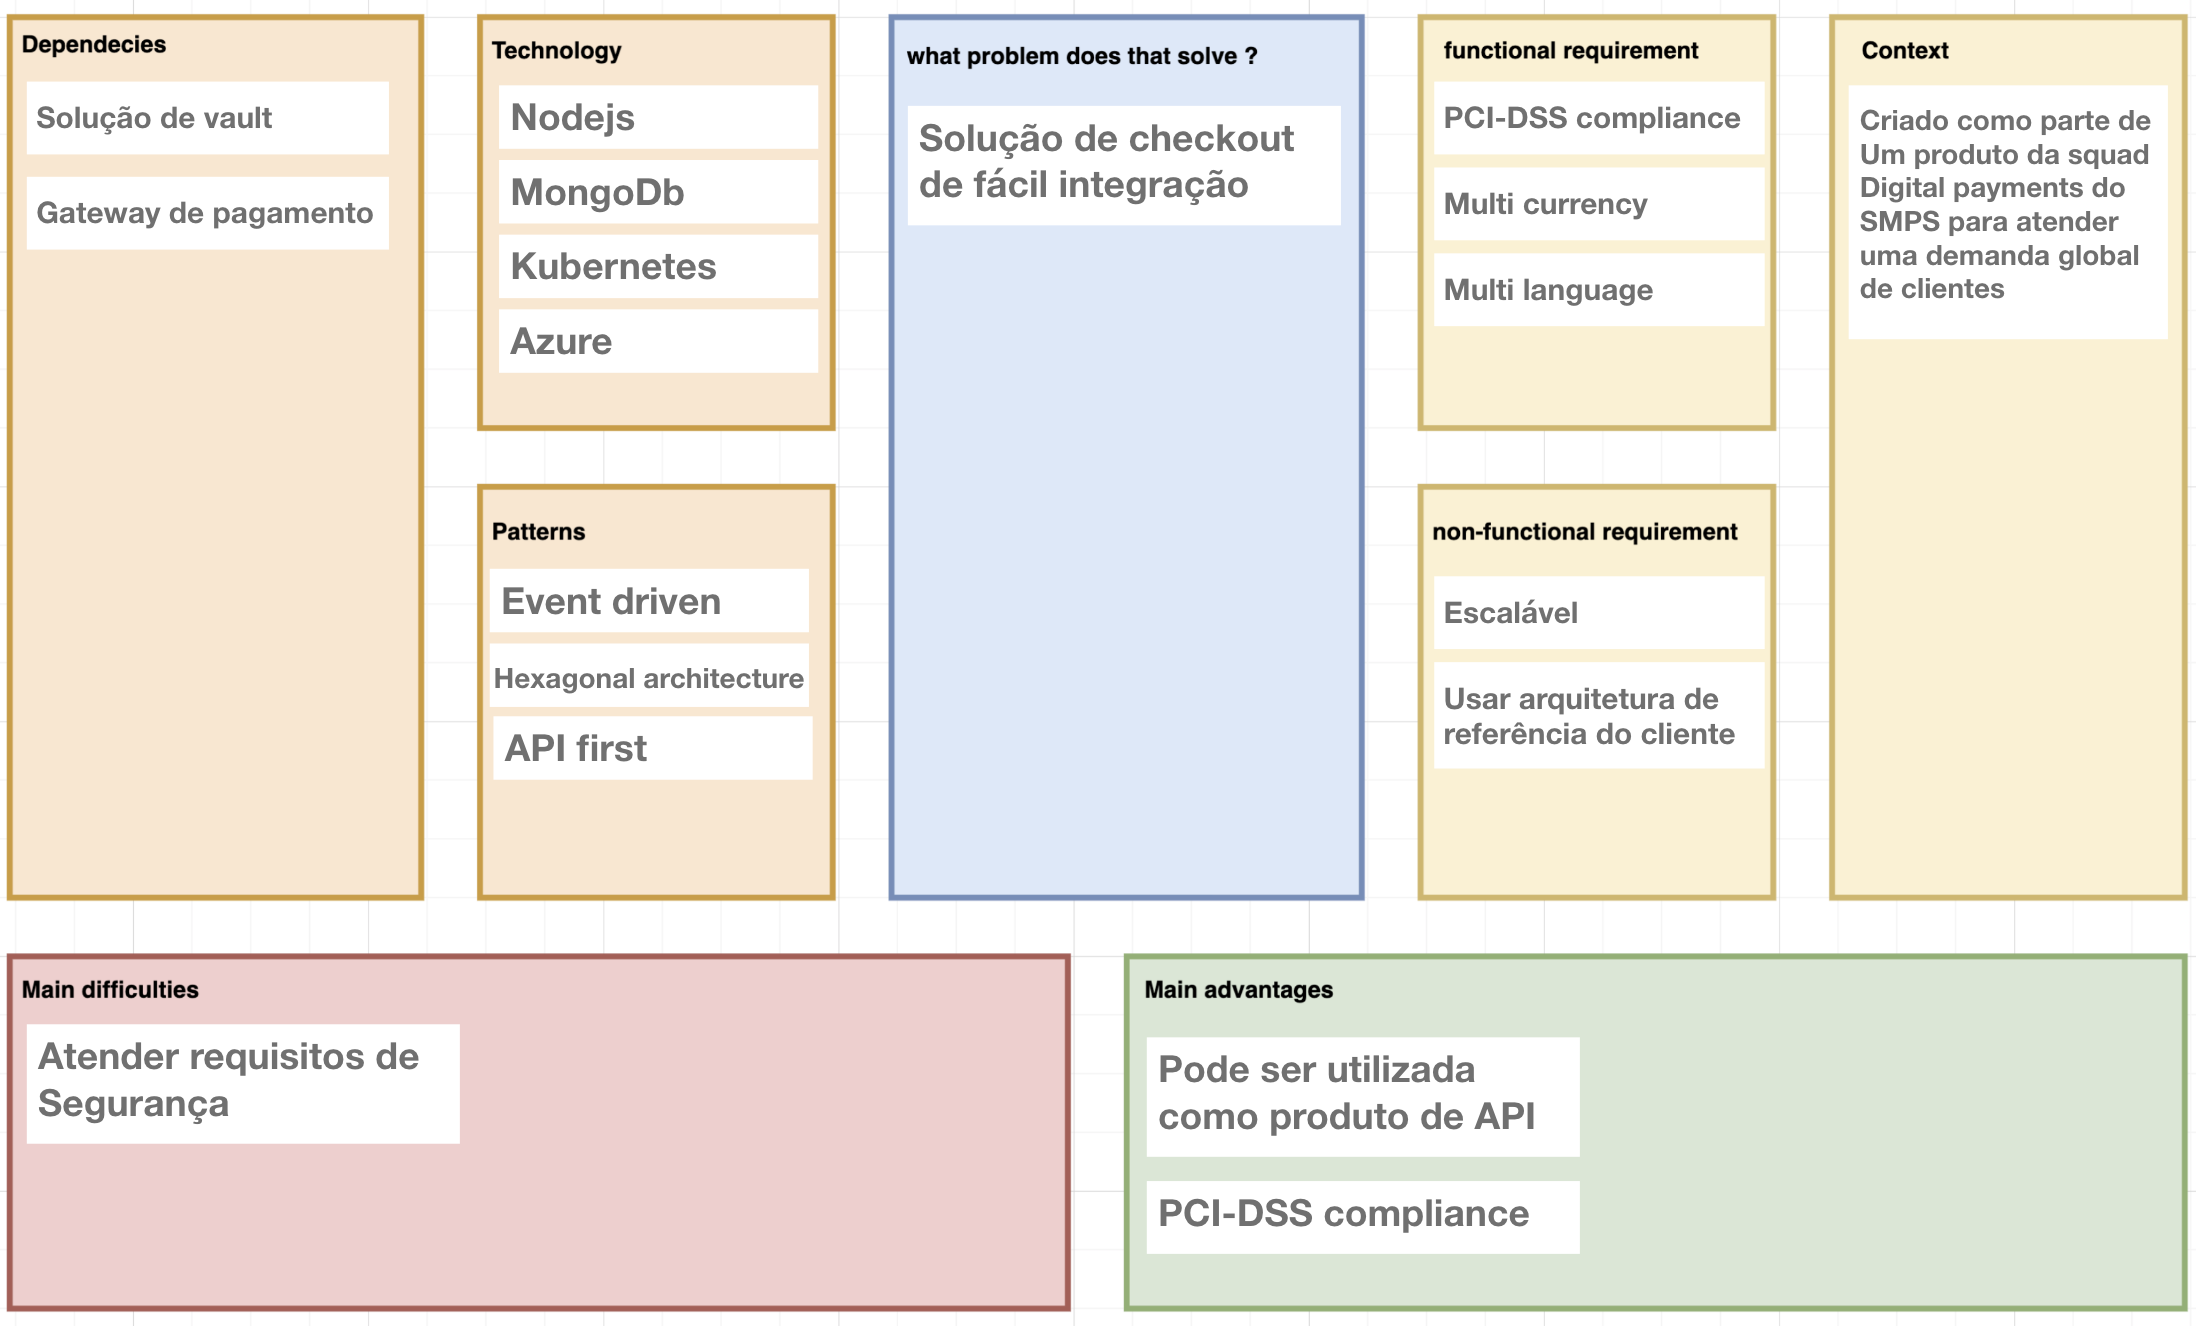 Dependecies
Solução de vault
Gateway de pagamento
Technology
Nodejs
MongoDb
Kubernetes
Azure
Patterns
Event driven
Hexagonal architecture
API first
what problem does that solve ?
Solução de checkout
de fácil integração
functional requirement
PCI-DSS compliance
Multi currency
Multi language
non-functional requirement
Escalável
Usar arquitetura de
referência do cliente
Context
Criado como parte de
Um produto da squad
Digital payments do
SMPS para atender
uma demanda global
de clientes
Main difficulties
Atender requisitos de
Segurança
Main advantages
Pode ser utilizada
como produto de API
PCI-DSS compliance